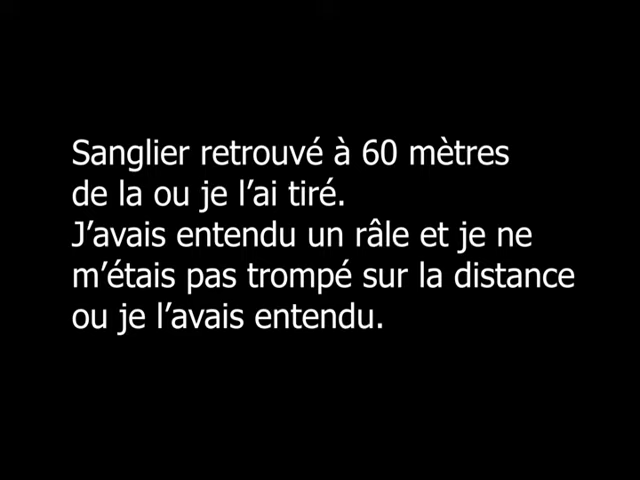 Sanglier retrouvé à 60 mètres
de la ou je l’ai tiré.
J’avais entendu un râle et je ne
m’étais pas trompé sur la distance
ou je l’avais entendu.